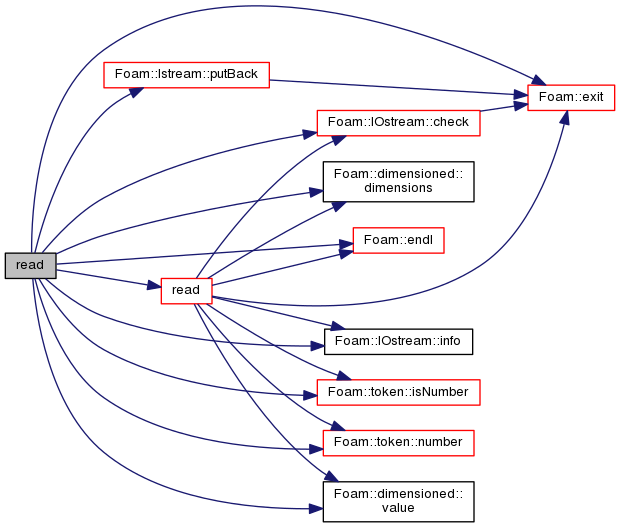 Foam::Istream::putBack
Foam::exit
Foam::IOstream::check
Foam::dimensioned::
dimensions
Foam::endl
read
read
Foam::IOstream::info
Foam::token::isNumber
Foam::token::number
Foam::dimensioned::
value